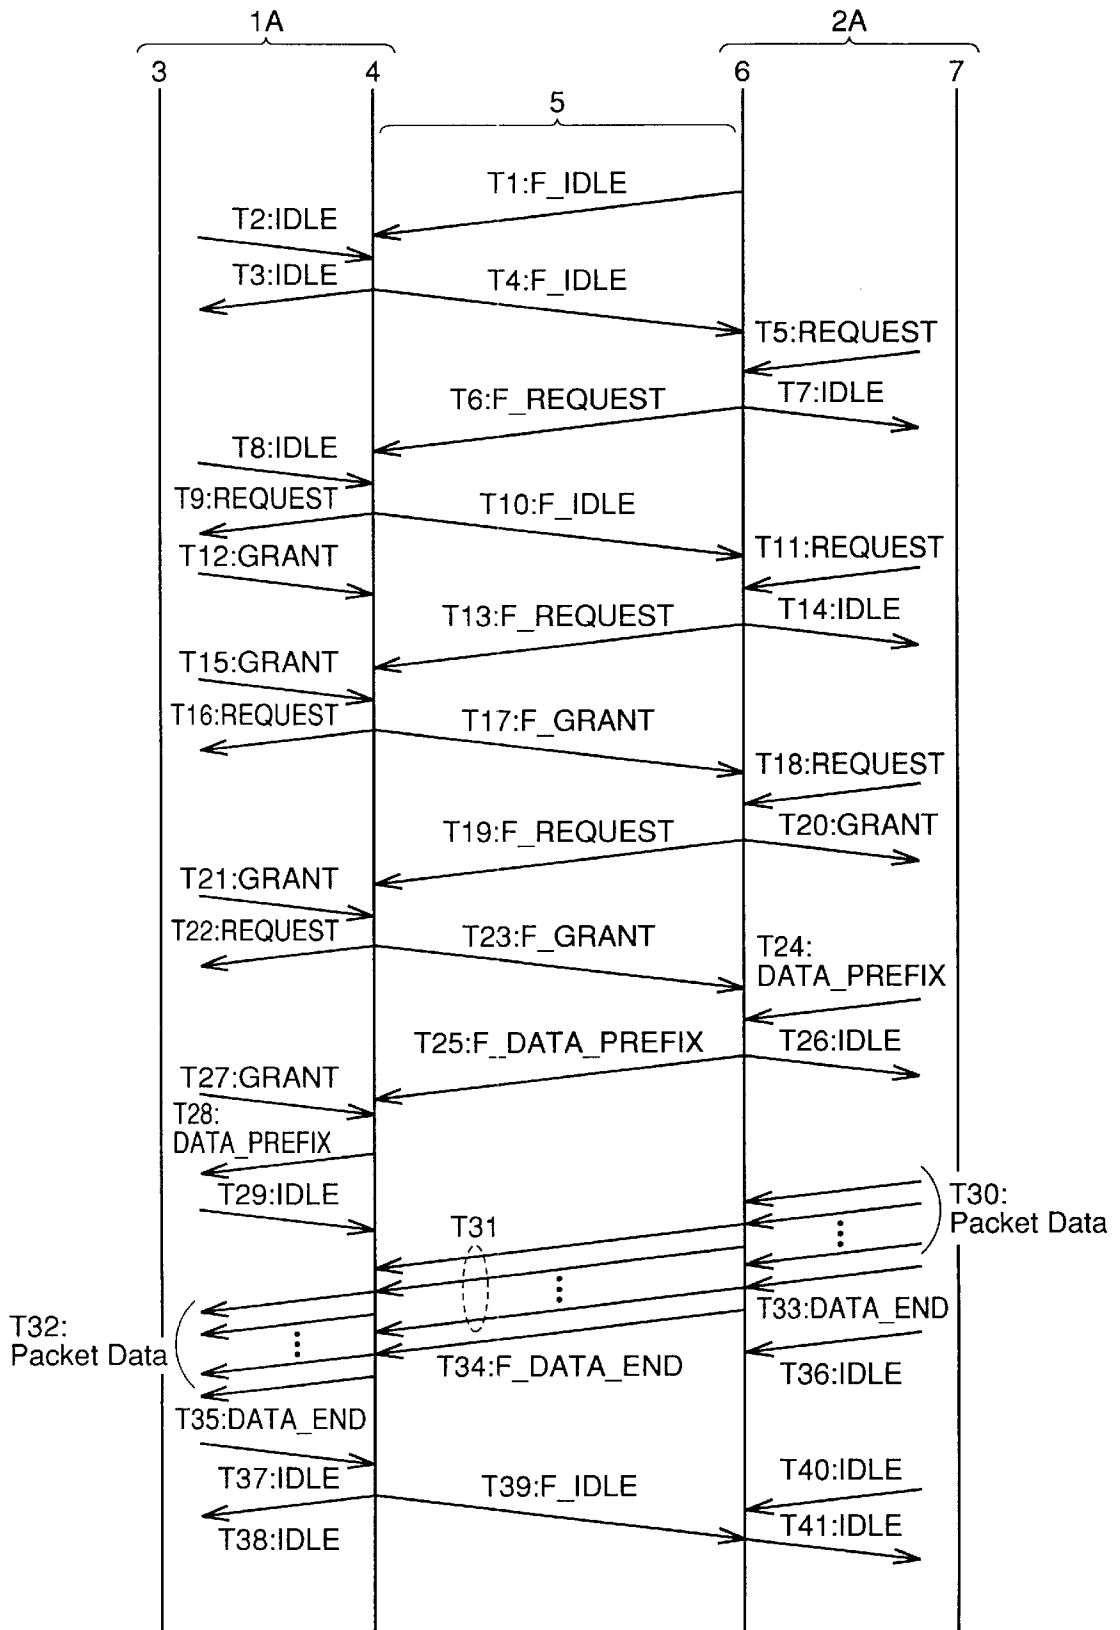 1A
2A
3
4
6
7
5
T1:F_IDLE
T2:IDLE
T3:IDLE
T4:F_IDLE
T5:REQUEST
T6:F_REQUEST
T7:IDLE
T8:IDLE
T9:REQUEST
T10:F_IDLE
T11:REQUEST
T12:GRANT
T13:F_REQUEST
T14:IDLE
T15:GRANT
T16:REQUEST
T17:F_GRANT
T18:REQUEST
T19:F_REQUEST
T20:GRANT
T21:GRANT
T22:REQUEST
T23:F_GRANT
T24:
DATA_PREFIX
T25:F_DATA_PREFIX
T26:IDLE
T27:GRANT
T28:
DATA_PREFIX
T29:IDLE
T30:
Packet Data
T31
T32:
Packet Data
T33:DATA_END
T34:F_DATA_END
T36:IDLE
T35:DATA_END
T37:IDLE
T39:F_IDLE
T40:IDLE
T38:IDLE
T41:IDLE